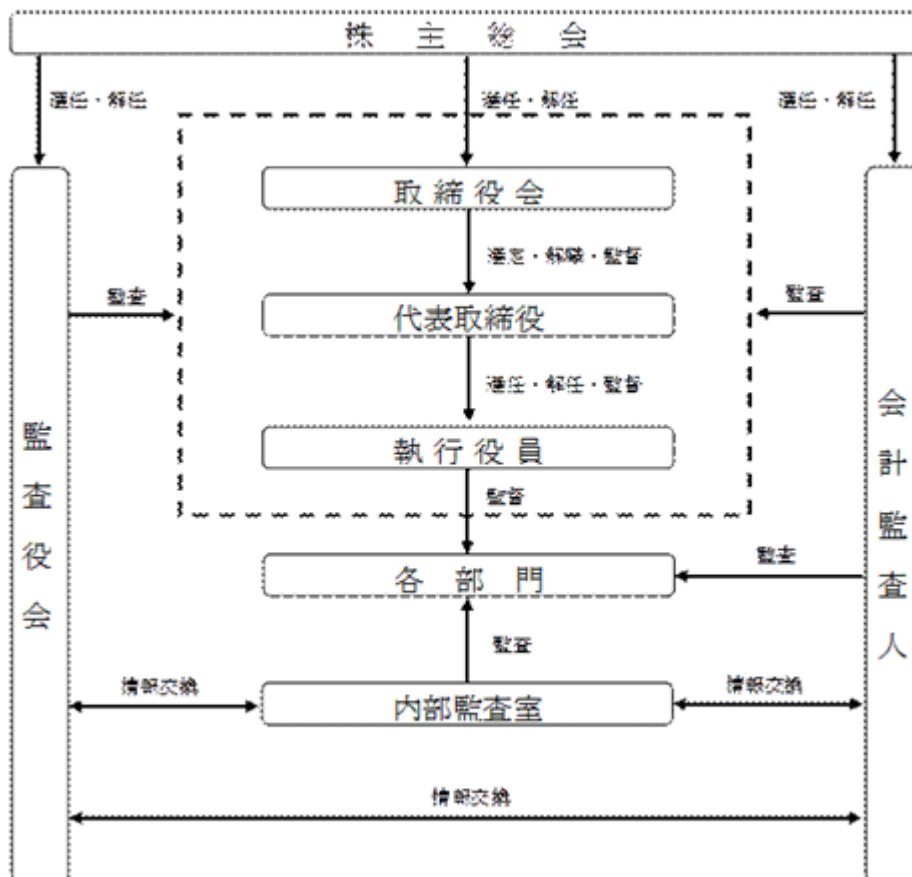 株主総会
選任・解任
選任・解任
選任・解任
取締役会
選定・解職・監督
監査
監査
代表取締役
選任・解任・監督
監査役会
会計監査人
執行役員
監督
監査
各部門
監査
情報交換
情報交換
内部監査室
情報交換